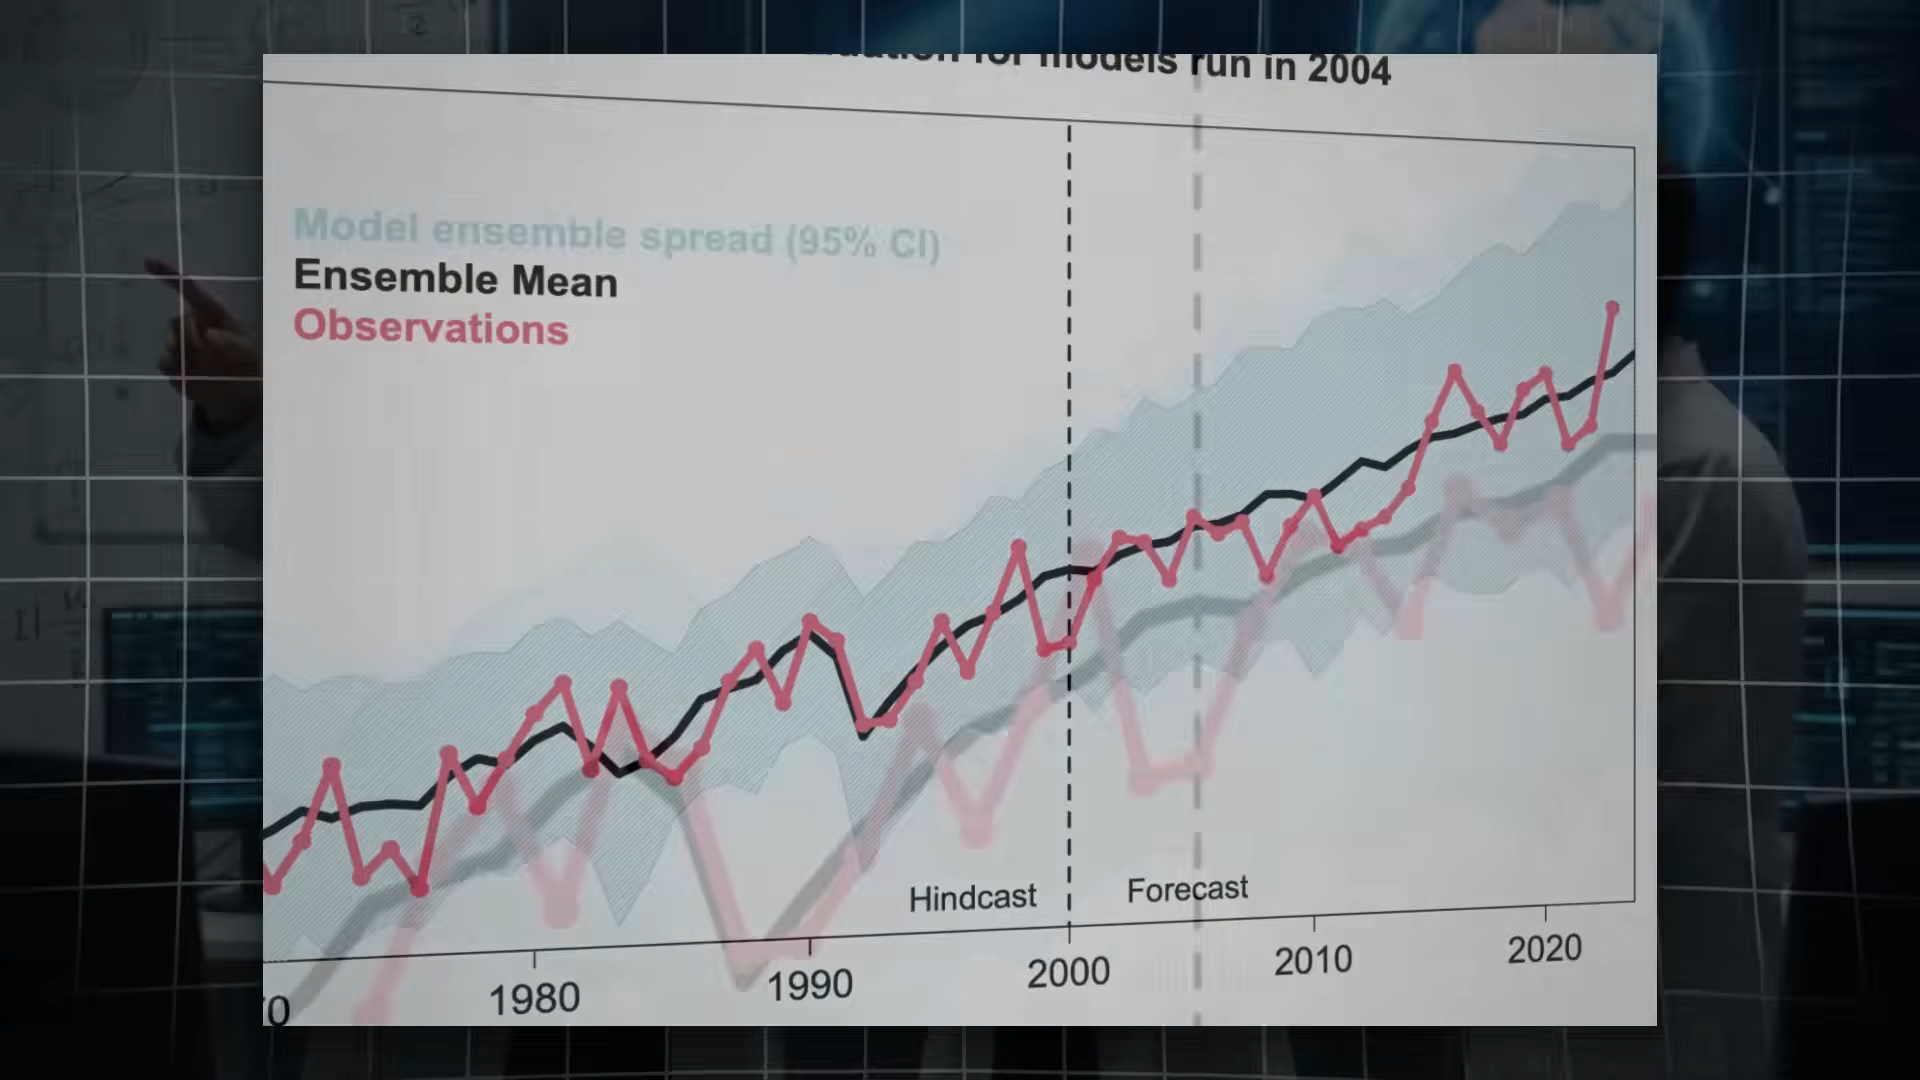 for models run in 2004
Model ensemble spread (95% CI)
Ensemble Mean
Observations
Hindcast Forecast
1980 1990 2000 2010 2020